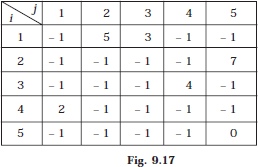 j 1 2 3 4 5
i
1 – 1 5 3 – 1 – 1
2 – 1 – 1 – 1 – 1 7
3 – 1 – 1 – 1 4 – 1
4 2 – 1 – 1 – 1 – 1
5 – 1 – 1 – 1 – 1 0
Fig. 9.17